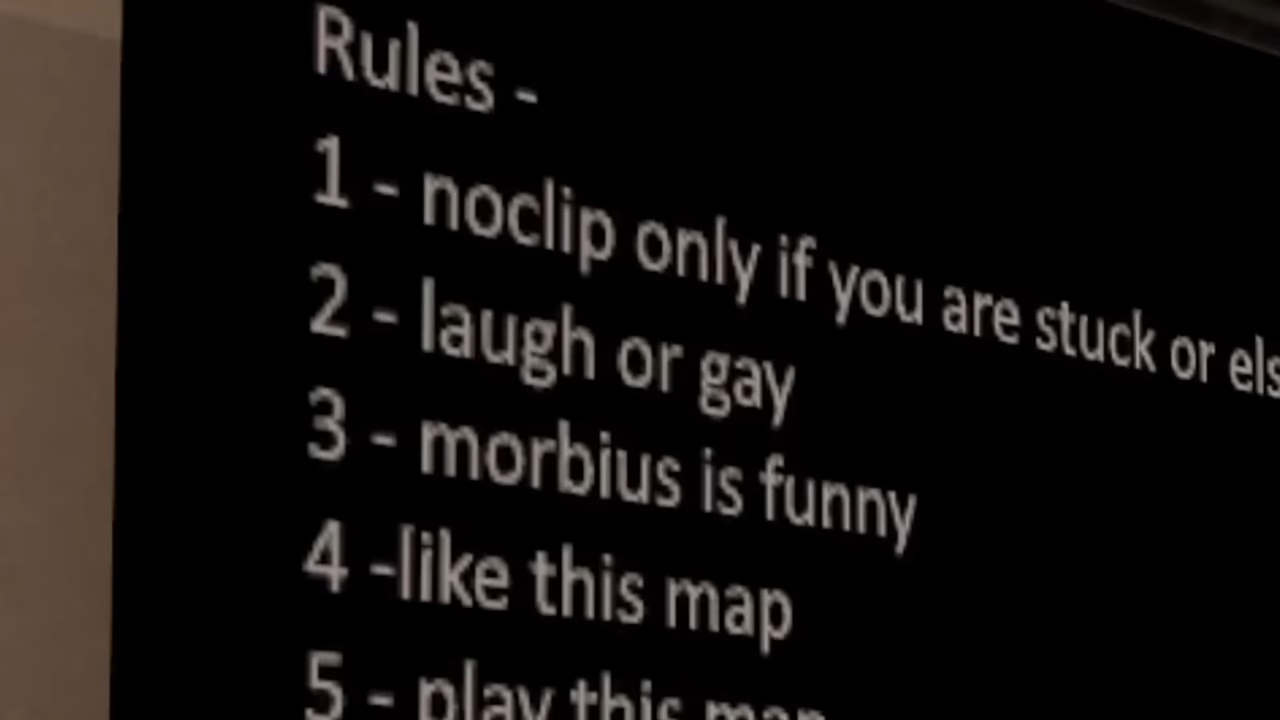 Rules -
1 - noclip only if you are stuck or els
2 - laugh or gay
3 - morbius is funny
4 -like this map
5 - play this map